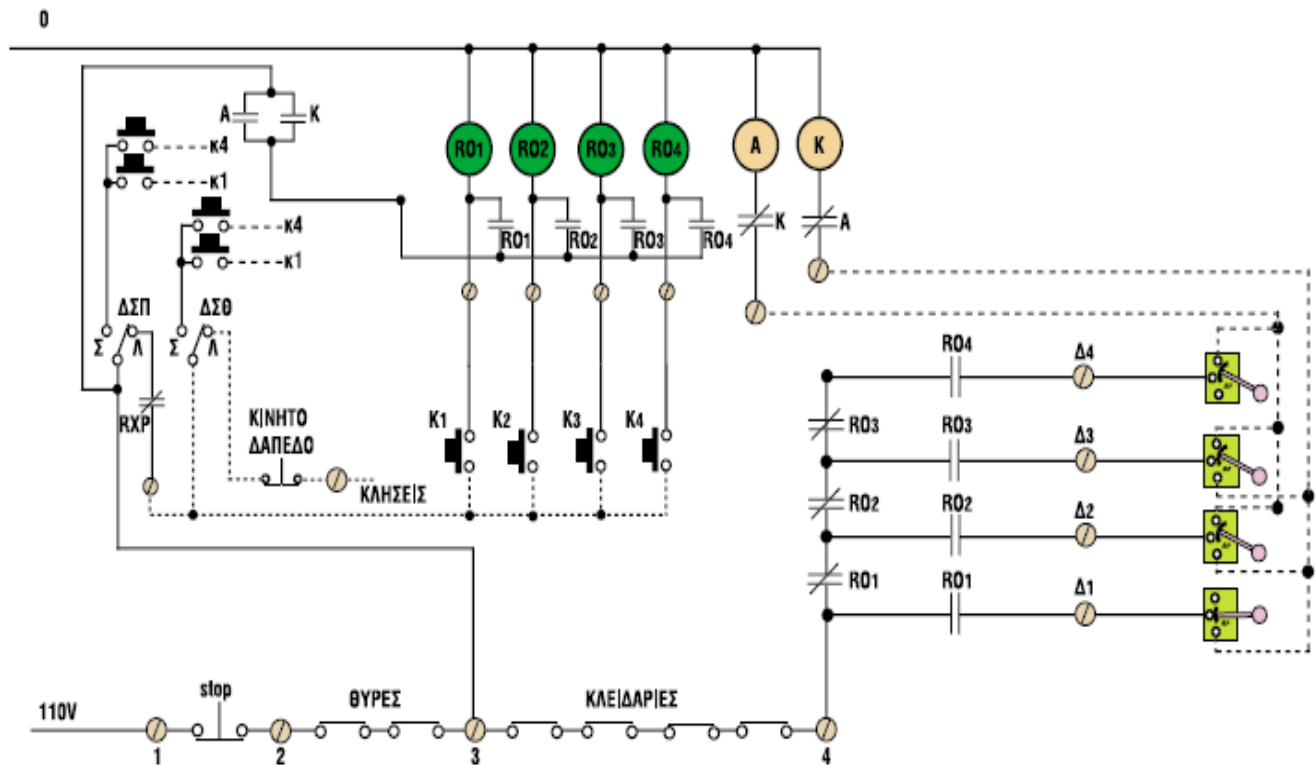 0
A K
κ4
κ1
κ4
κ1
RO1 RO2 RO3 RO4 A K
RO1 RO2 RO3 RO4 K A
ΔΣΠ ΔΣΘ
Σ Λ Σ Λ
RXP
ΚΙΝΗΤΟ
ΔΑΠΕΔΟ
ΚΛΗΣΕΙΣ
K1 K2 K3 K4
RO4 Δ4
RO3 RO3 Δ3
RO2 RO2 Δ2
RO1 RO1 Δ1
110V stop ΘΥΡΕΣ ΚΛΕΙΔΑΡΙΕΣ
1 2 3 4